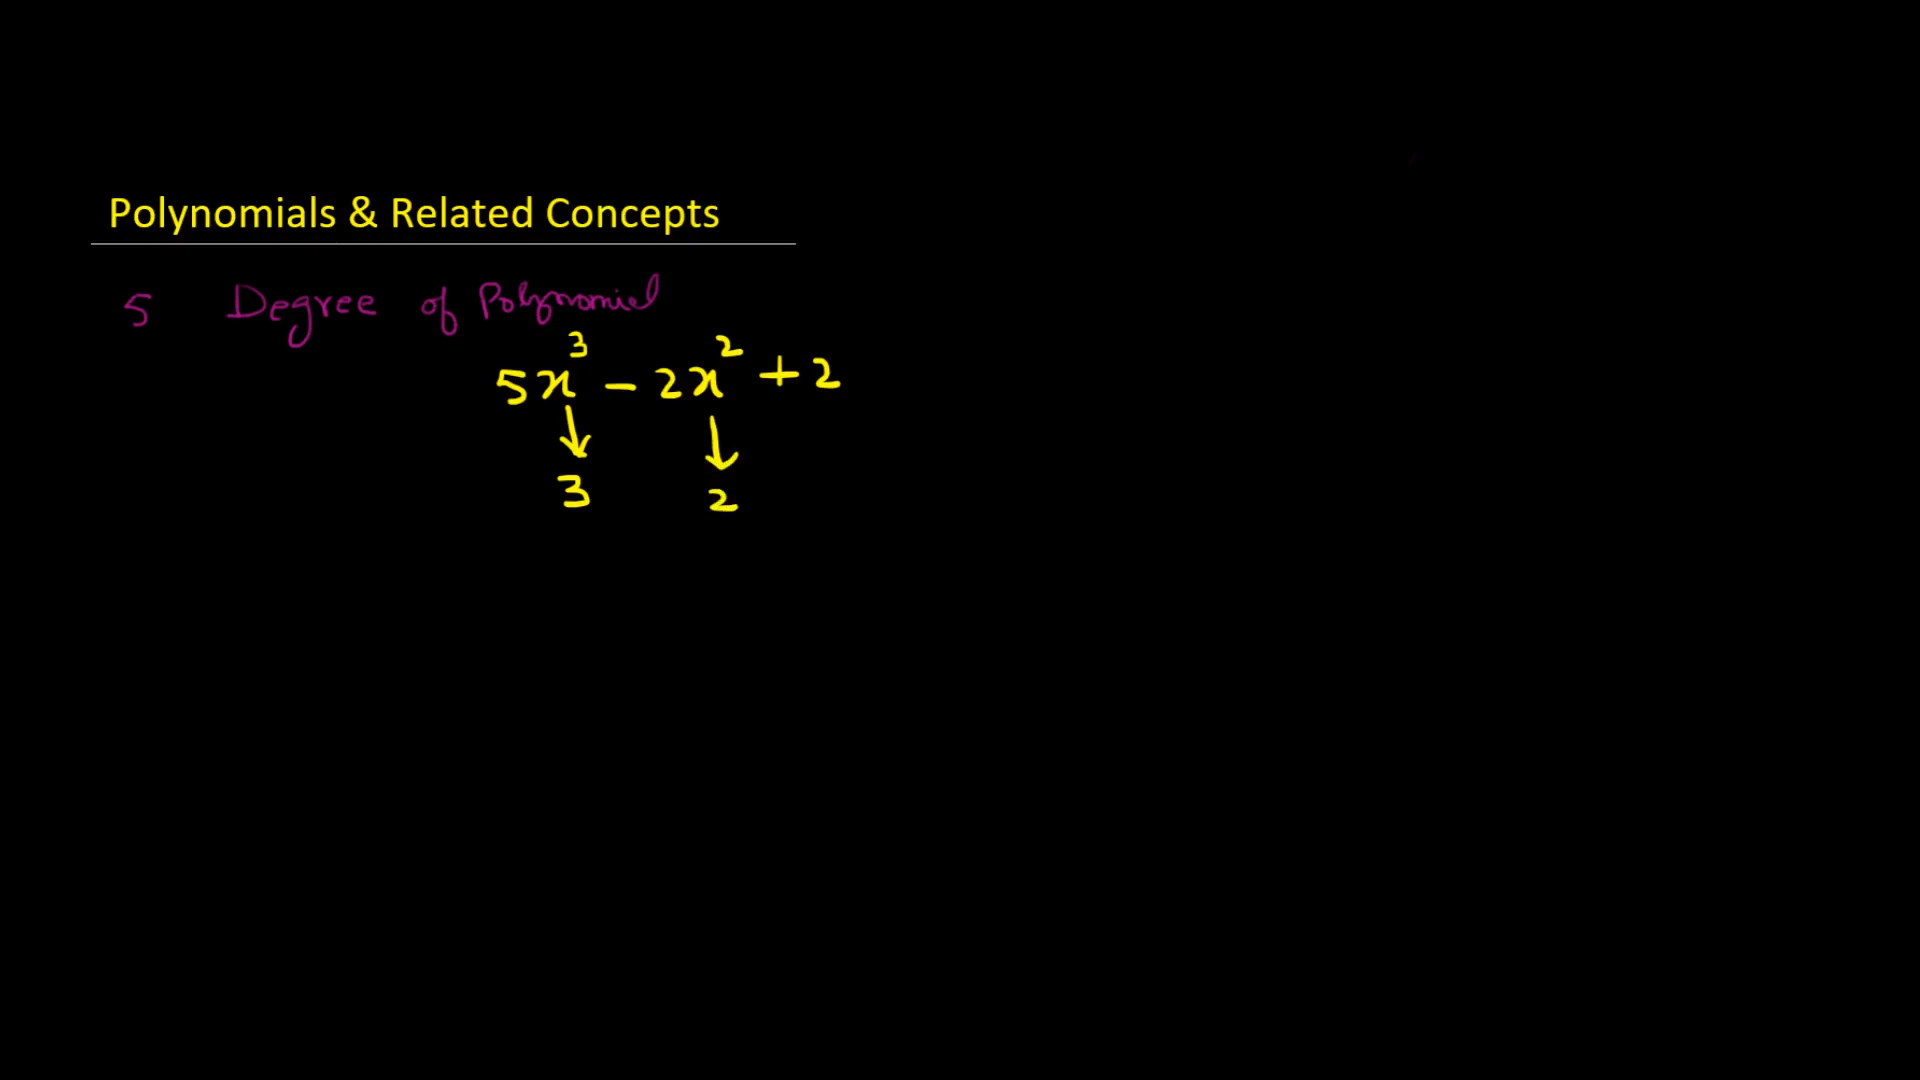 Polynomials & Related Concepts
5 Degree of Polynomial
5x³ - 2x² + 2
↓ ↓
3 2